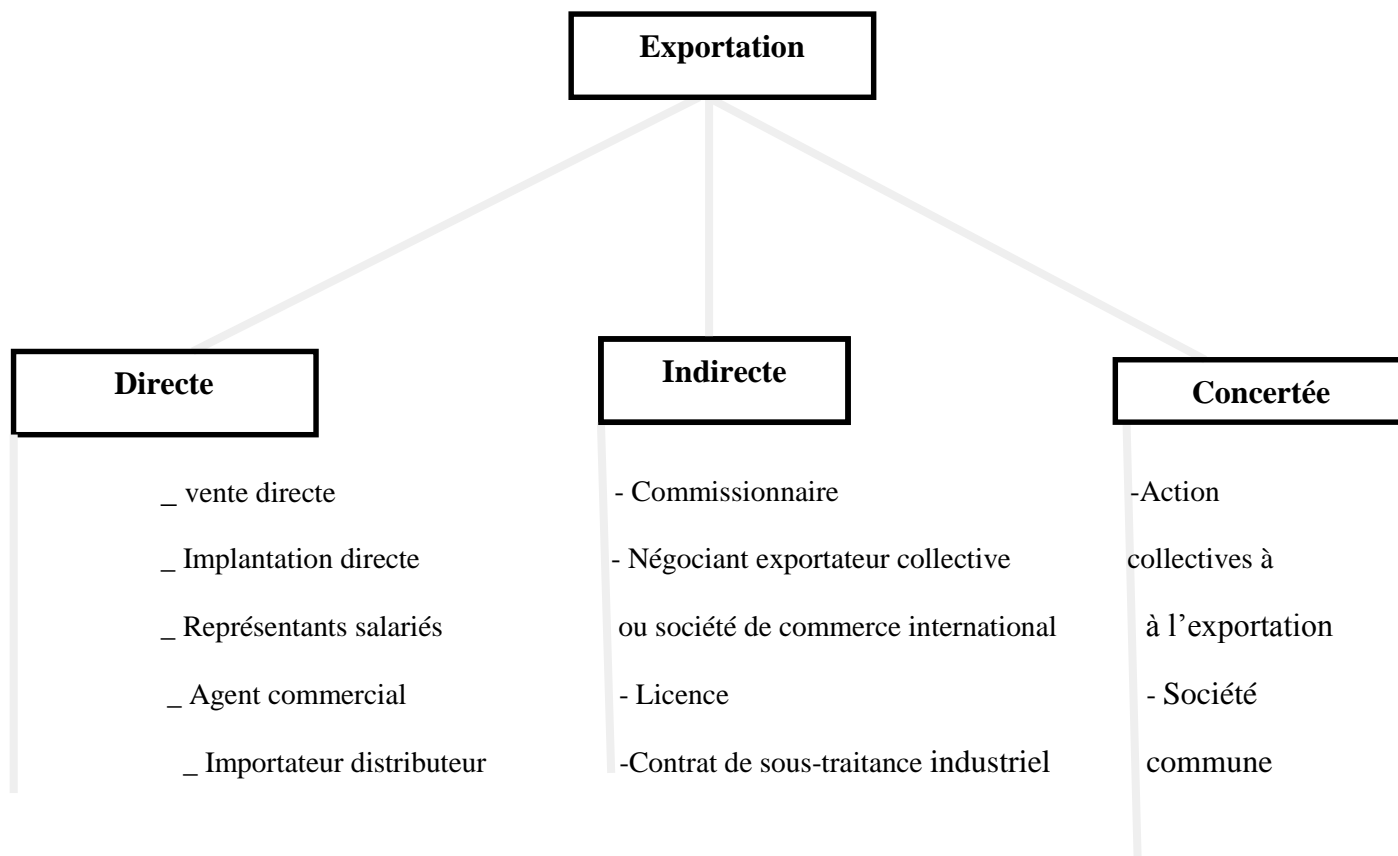 Exportation
Directe
_ vente directe
_ Implantation directe
_ Représentants salariés
_ Agent commercial
_ Importateur distributeur
Indirecte
- Commissionnaire
- Négociant exportateur collective
ou société de commerce international
- Licence
-Contrat de sous-traitance industriel
Concertée
-Action
collectives à
à l’exportation
- Société
commune